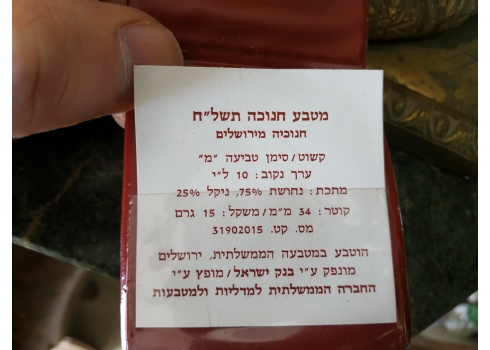 מטבע חנוכה תשל"ח
חנוכיה מירושלים
קשוט/סימן טביעה "מ"
ערך נקוב: 10 ל"י
מתכת: נחושת 75%, ניקל 25%
קוטר: 34 מ"מ/משקל: 15 גרם
מס. קט. 31902015
הוטבע במטבעה הממשלתית, ירושלים
מונפק ע"י בנק ישראל/מופץ ע"י
החברה הממשלתית למדליות ולמטבעות